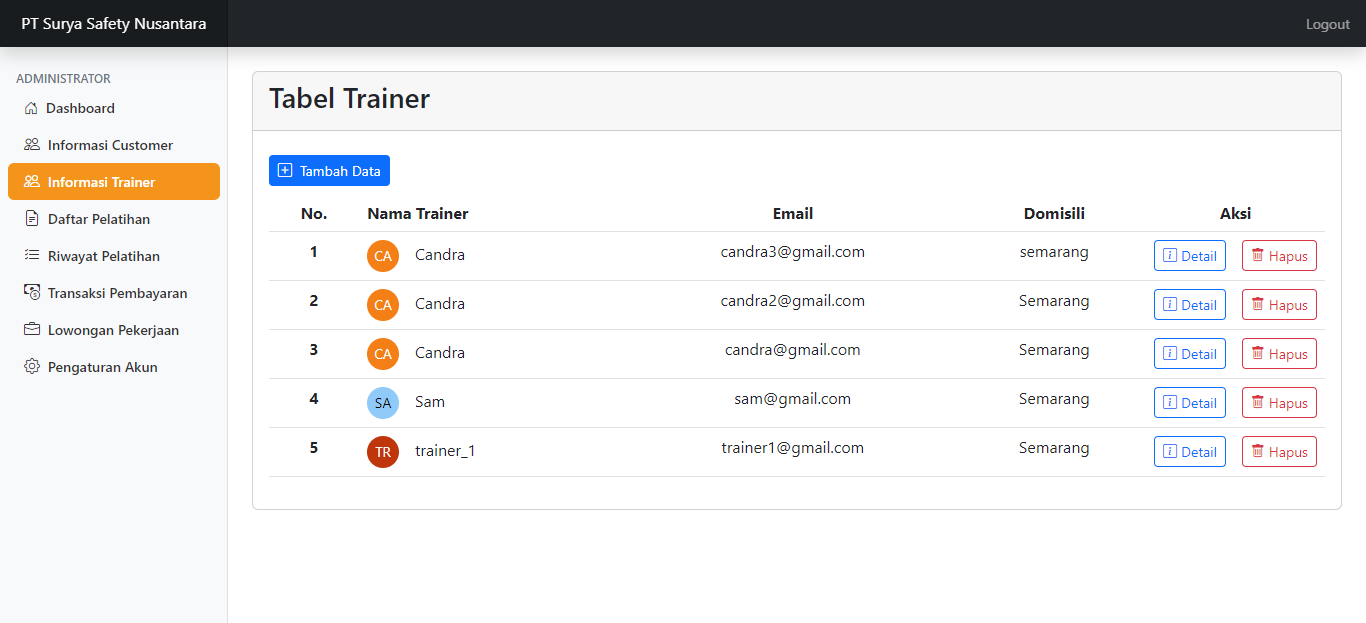 PT Surya Safety Nusantara
Logout
ADMINISTRATOR
Dashboard
Informasi Customer
Informasi Trainer
Daftar Pelatihan
Riwayat Pelatihan
Transaksi Pembayaran
Lowongan Pekerjaan
Pengaturan Akun
Tabel Trainer
Tambah Data
No. Nama Trainer Email Domisili Aksi
1 CA Candra candra3@gmail.com semarang Detail Hapus
2 CA Candra candra2@gmail.com Semarang Detail Hapus
3 CA Candra candra@gmail.com Semarang Detail Hapus
4 SA Sam sam@gmail.com Semarang Detail Hapus
5 TR trainer_1 trainer1@gmail.com Semarang Detail Hapus